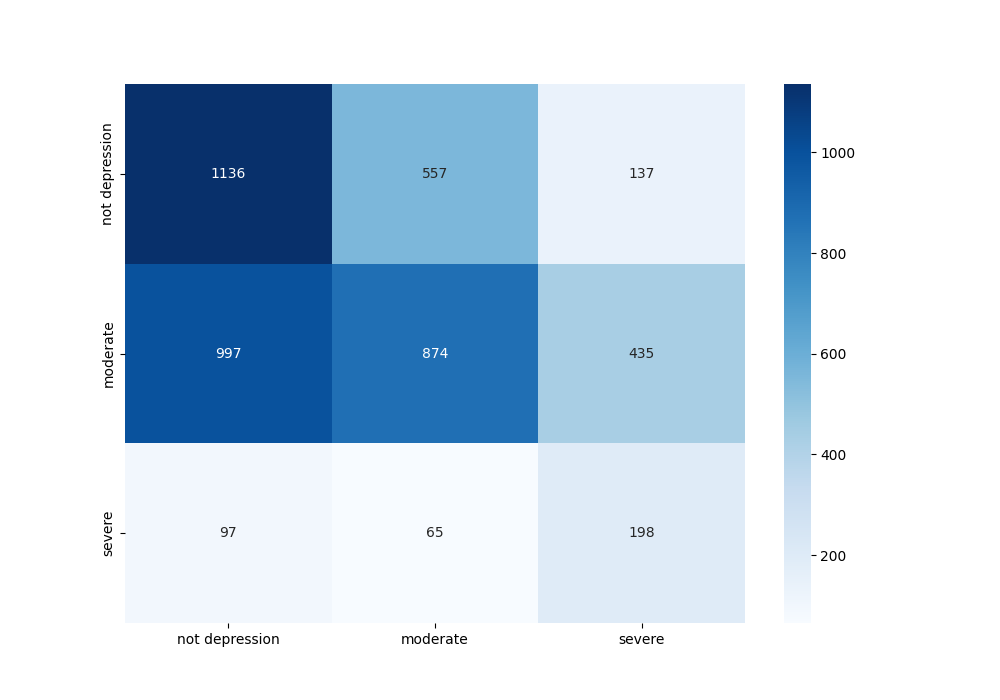 not depression
1136
557
137
moderate
997
874
435
severe
97
65
198
not depression
moderate
severe
1000
800
600
400
200